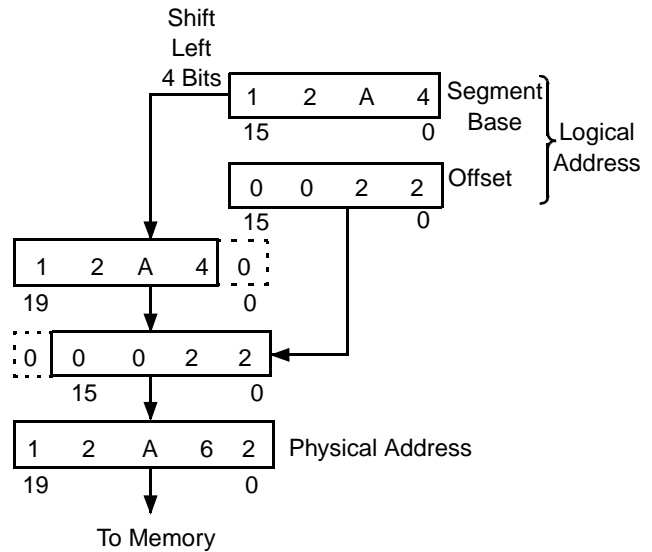 Shift
Left
4 Bits
1 2 A 4
Segment
Base
15 0
Logical
Address
0 0 2 2
Offset
15 0
1 2 A 4 0
19 0
0 0 0 2 2
15 0
1 2 A 6 2
Physical Address
19 0
To Memory